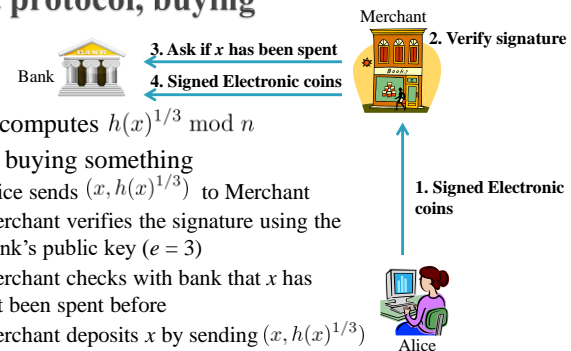 protocol, buying
Merchant
2. Verify signature
BANK
3. Ask if x has been spent
Bank
4. Signed Electronic coins
Books
computes h(x)^{1/3} mod n
buying something
ice sends (x, h(x)^{1/3}) to Merchant
1. Signed Electronic
coins
erchant verifies the signature using the
nk's public key (e = 3)
erchant checks with bank that x has
t been spent before
erchant deposits x by sending (x, h(x)^{1/3})
Alice